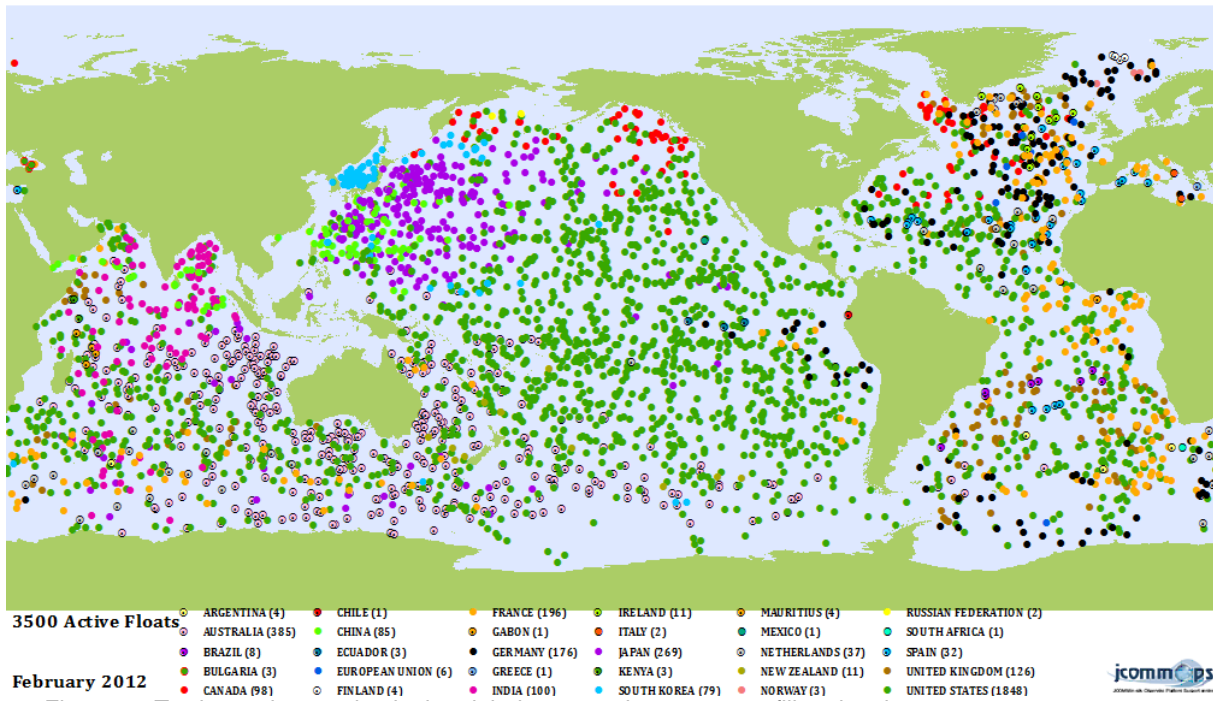 3500 Active Floats
February 2012
ARGENTINA (4)
AUSTRALIA (385)
BRAZIL (8)
BULGARIA (3)
CANADA (98)
CHILE (1)
CHINA (85)
ECUADOR (3)
EUROPEAN UNION (6)
FINLAND (4)
FRANCE (196)
GABON (1)
GERMANY (176)
GREECE (1)
INDIA (100)
IRELAND (11)
ITALY (2)
JAPAN (269)
KENYA (3)
SOUTH KOREA (79)
MAURITIUS (4)
MEXICO (1)
NETHERLANDS (37)
NEW ZEALAND (11)
NORWAY (3)
RUSSIAN FEDERATION (2)
SOUTH AFRICA (1)
SPAIN (32)
UNITED KINGDOM (126)
UNITED STATES (1848)
jcommops